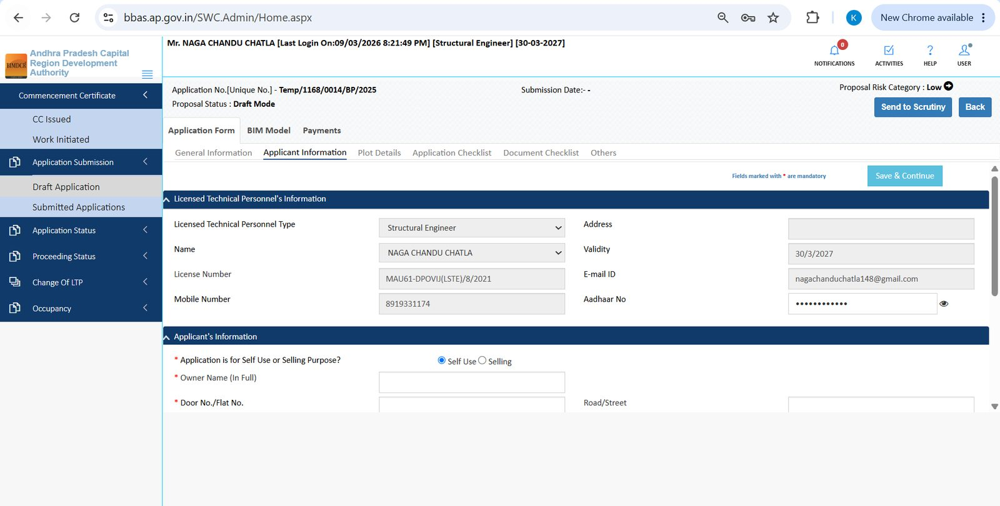 bbas.ap.gov.in/SWC.Admin/Home.aspx
K
New Chrome available
BIMDCR
Andhra Pradesh Capital
Region Development
Authority
Mr. NAGA CHANDU CHATLA [Last Login On:09/03/2026 8:21:49 PM] [Structural Engineer] [30-03-2027]
0
NOTIFICATIONS
ACTIVITIES
HELP
USER
Commencement Certificate
CC Issued
Work Initiated
Application Submission
Draft Application
Submitted Applications
Application Status
Proceeding Status
Change Of LTP
Occupancy
Application No.[Unique No.] - Temp/1168/0014/BP/2025
Submission Date:- -
Proposal Risk Category : Low
Proposal Status : Draft Mode
Send to Scrutiny
Back
Application Form
BIM Model
Payments
General Information
Applicant Information
Plot Details
Application Checklist
Document Checklist
Others
Fields marked with * are mandatory
Save & Continue
Licensed Technical Personnel's Information
Licensed Technical Personnel Type
Structural Engineer
Address
Name
NAGA CHANDU CHATLA
Validity
30/3/2027
License Number
MAU61-DPOVIJ(LSTE)/8/2021
E-mail ID
nagachanduchatla148@gmail.com
Mobile Number
8919331174
Aadhaar No
••••••••••••
Applicant's Information
* Application is for Self Use or Selling Purpose?
Self Use
Selling
* Owner Name (In Full)
* Door No./Flat No.
Road/Street